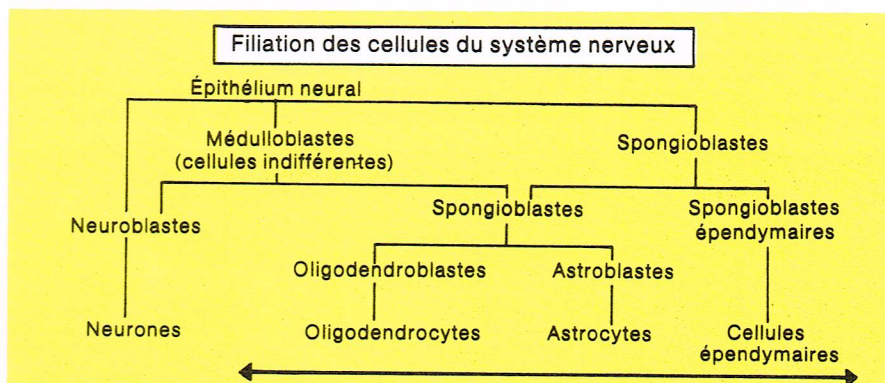 Filiation des cellules du système nerveux
Épithélium neural
Médulloblastes
(cellules indifférentes)
Spongioblastes
Neuroblastes
Spongioblastes
Spongioblastes
épendymaires
Oligodendroblastes
Astroblastes
Neurones
Oligodendrocytes
Astrocytes
Cellules
épendymaires